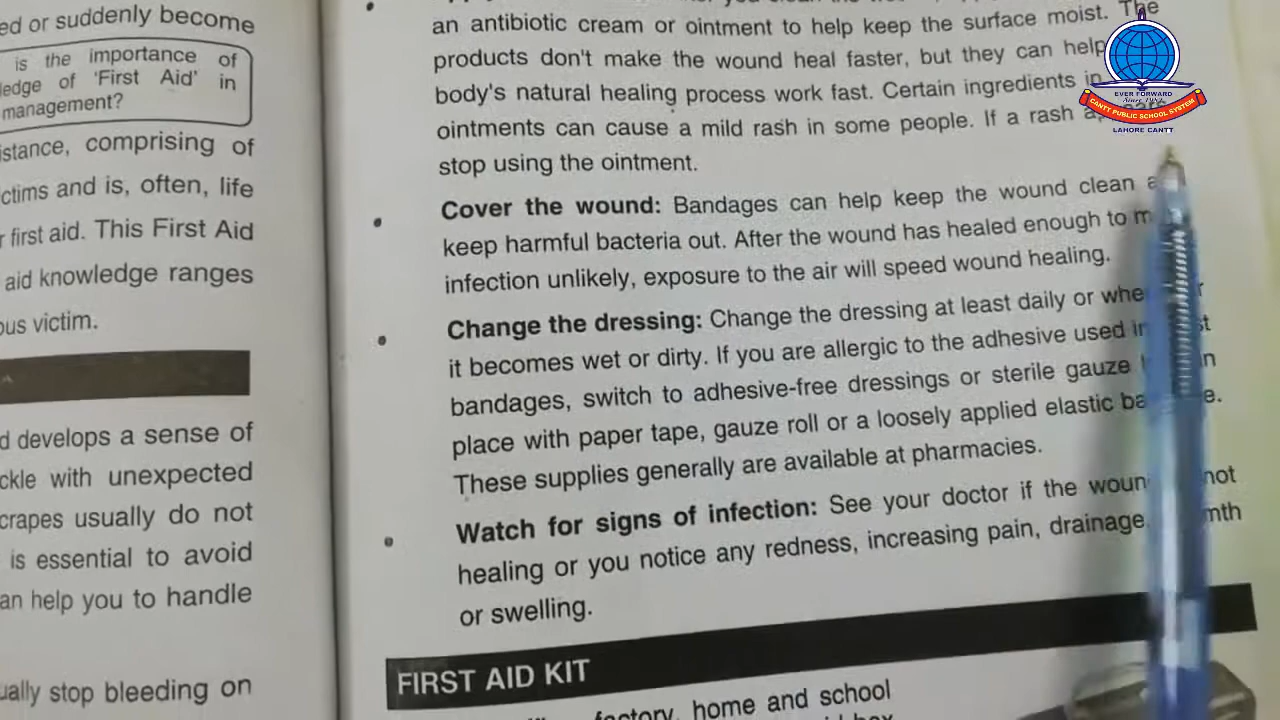 ed or suddenly become
is the importance of
ledge of 'First Aid' in
management?
istance, comprising of
ctims and is, often, life
r first aid. This First Aid
aid knowledge ranges
ous victim.
d develops a sense of
ckle with unexpected
crapes usually do not
is essential to avoid
an help you to handle
ually stop bleeding on
an antibiotic cream or ointment to help keep the surface moist. The
products don't make the wound heal faster, but they can help
body's natural healing process work fast. Certain ingredients in
ointments can cause a mild rash in some people. If a rash
stop using the ointment.
Cover the wound: Bandages can help keep the wound clean
keep harmful bacteria out. After the wound has healed enough to
infection unlikely, exposure to the air will speed wound healing.
Change the dressing: Change the dressing at least daily or
it becomes wet or dirty. If you are allergic to the adhesive used in
bandages, switch to adhesive-free dressings or sterile gauze in
place with paper tape, gauze roll or a loosely applied elastic
These supplies generally are available at pharmacies.
Watch for signs of infection: See your doctor if the not
healing or you notice any redness, increasing pain, drainage,
or swelling.
FIRST AID KIT
factory, home and school
EVER FORWARD
Since 1982
CANTT PUBLIC SCHOOL SYSTEM
LAHORE CANTT